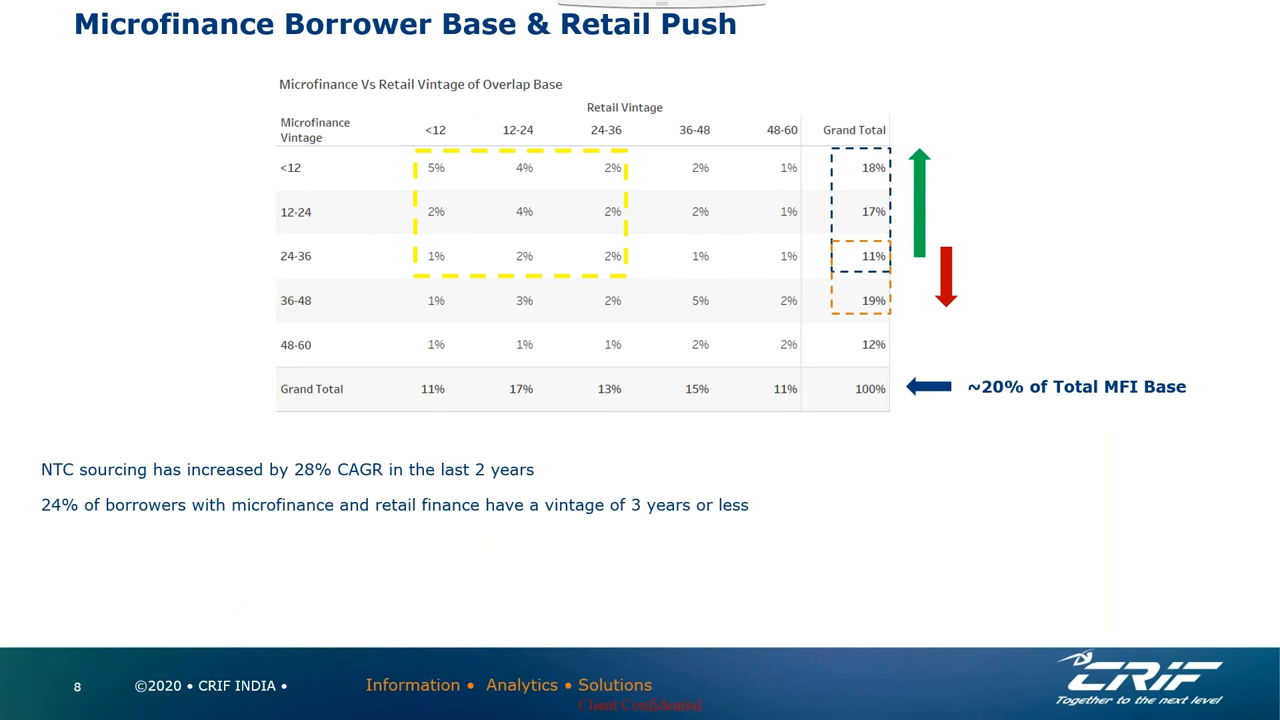 Microfinance Borrower Base & Retail Push
Microfinance Vs Retail Vintage of Overlap Base
Retail Vintage
Microfinance Vintage <12 12-24 24-36 36-48 48-60 Grand Total
<12 5% 4% 2% 2% 1% 18%
12-24 2% 4% 2% 2% 1% 17%
24-36 1% 2% 2% 1% 1% 11%
36-48 1% 3% 2% 5% 2% 19%
48-60 1% 1% 1% 2% 2% 12%
Grand Total 11% 17% 13% 15% 11% 100%
~20% of Total MFI Base
NTC sourcing has increased by 28% CAGR in the last 2 years
24% of borrowers with microfinance and retail finance have a vintage of 3 years or less
8 ©2020 • CRIF INDIA • Information • Analytics • Solutions
Client Confidential
CRIF
Together to the next level